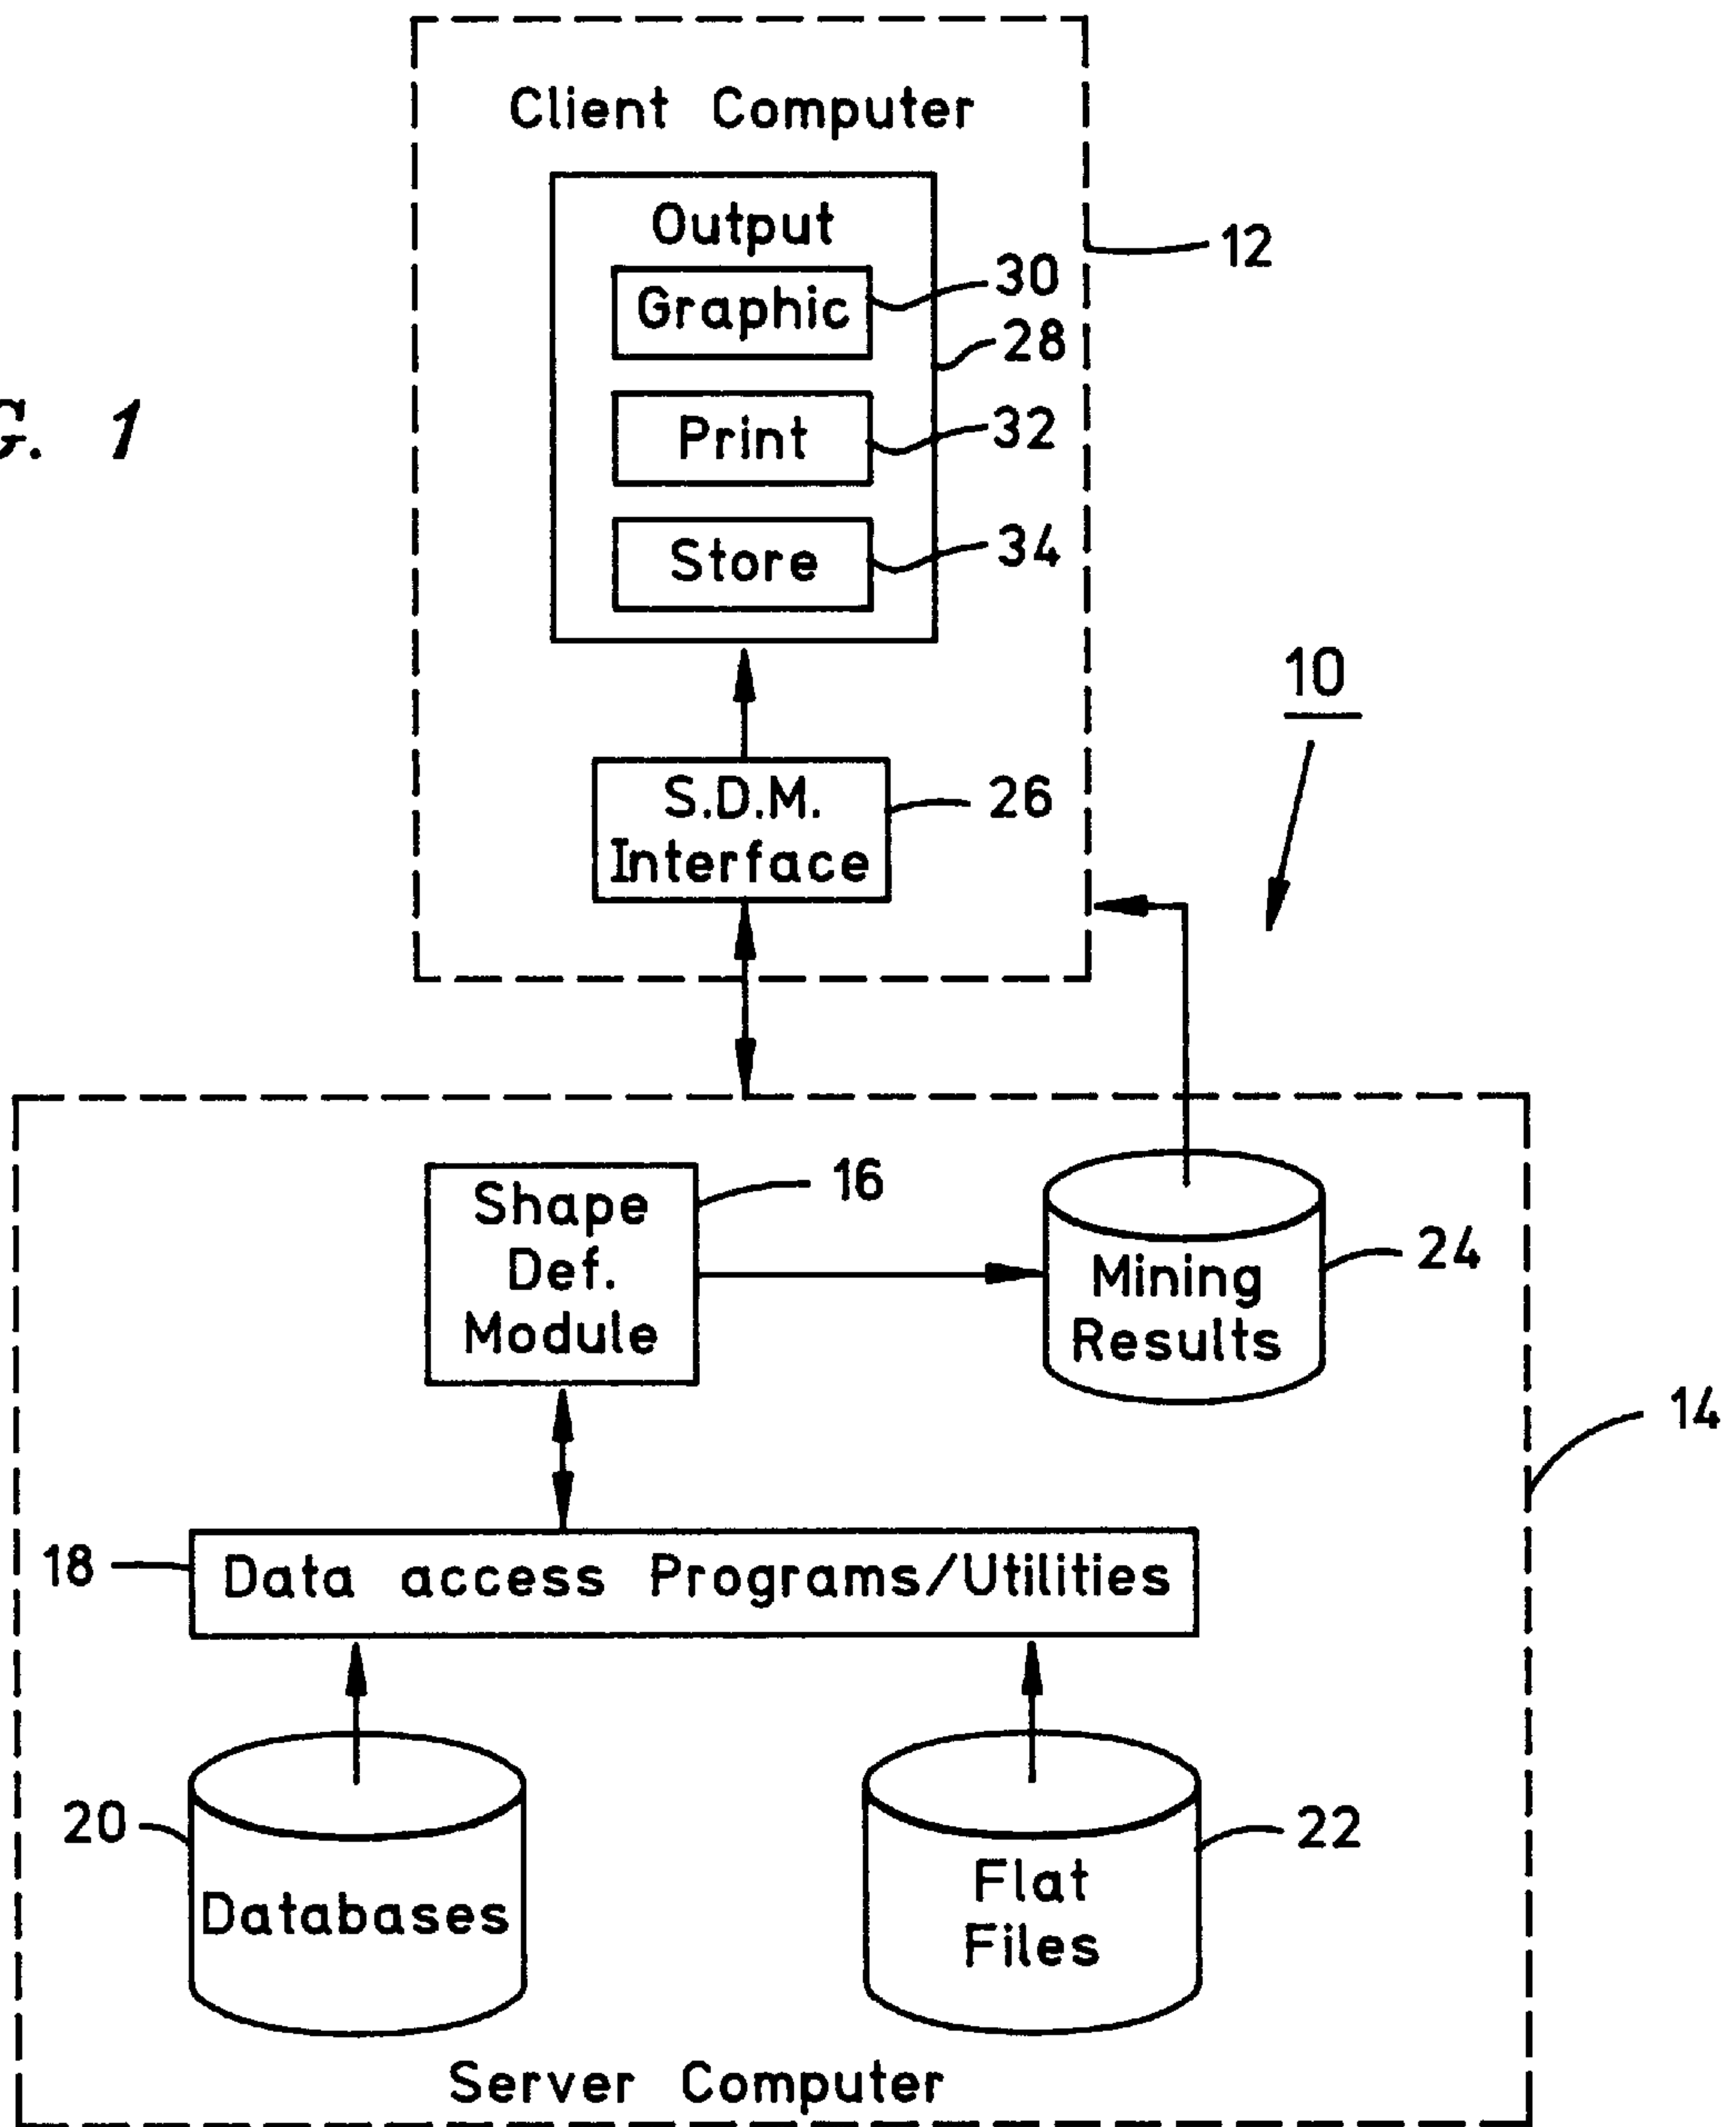 Client Computer
Output
12
Graphic
30
28
G. 1
Print
32
Store
34
10
S.D.M.
Interface
26
Shape
Def.
Module
16
Mining
Results
24
14
18
Data access Programs/Utilities
20
Databases
Flat
Files
22
Server Computer